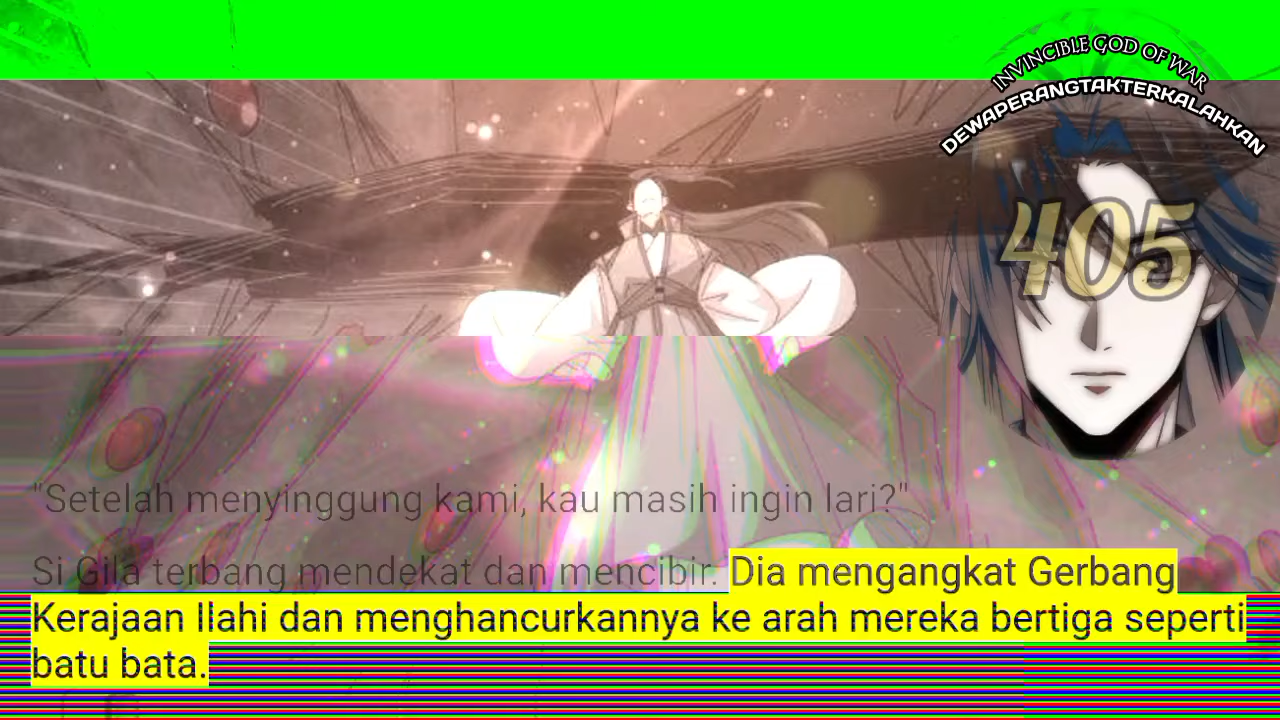 INVINCIBLE GOD OF WAR
DEWAPERANGTAKTERKALAHKAN
405
"Setelah menyinggung kami, kau masih ingin lari?"
Si Gila terbang mendekat dan mencibir. Dia mengangkat Gerbang
Kerajaan Ilahi dan menghancurkannya ke arah mereka bertiga seperti
batu bata.